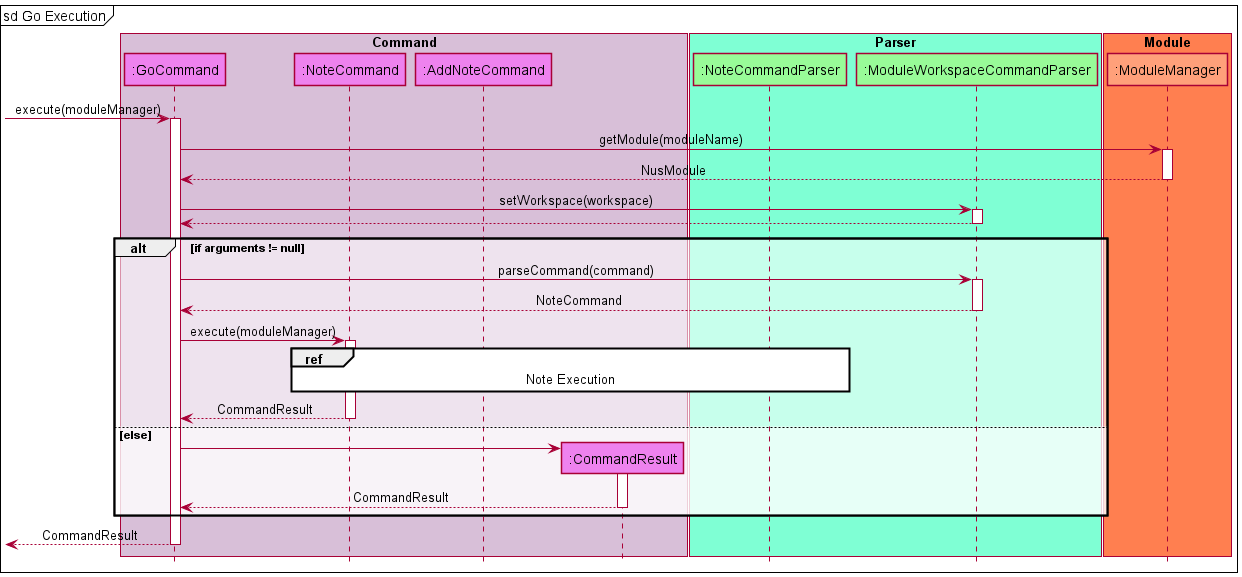 sd Go Execution
Command
Parser
Module
:GoCommand
:NoteCommand
:AddNoteCommand
:NoteCommandParser
:ModuleWorkspaceCommandParser
:ModuleManager
execute(moduleManager)
getModule(moduleName)
NusModule
setWorkspace(workspace)
alt
[if arguments != null]
parseCommand(command)
NoteCommand
execute(moduleManager)
ref
Note Execution
CommandResult
[else]
:CommandResult
CommandResult
CommandResult